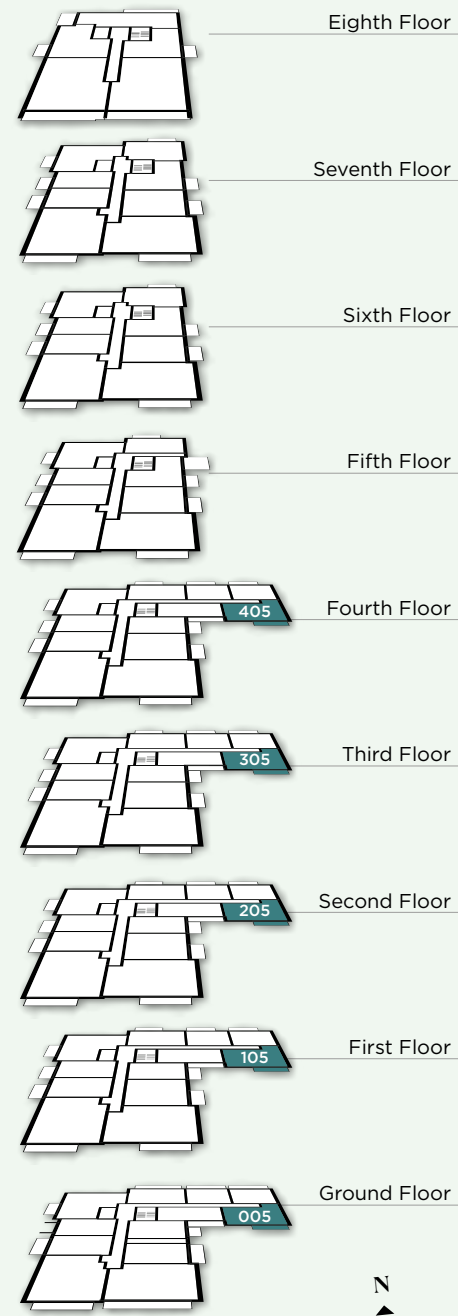 Eighth Floor
Seventh Floor
Sixth Floor
Fifth Floor
405
Fourth Floor
305
Third Floor
205
Second Floor
105
First Floor
005
Ground Floor
N